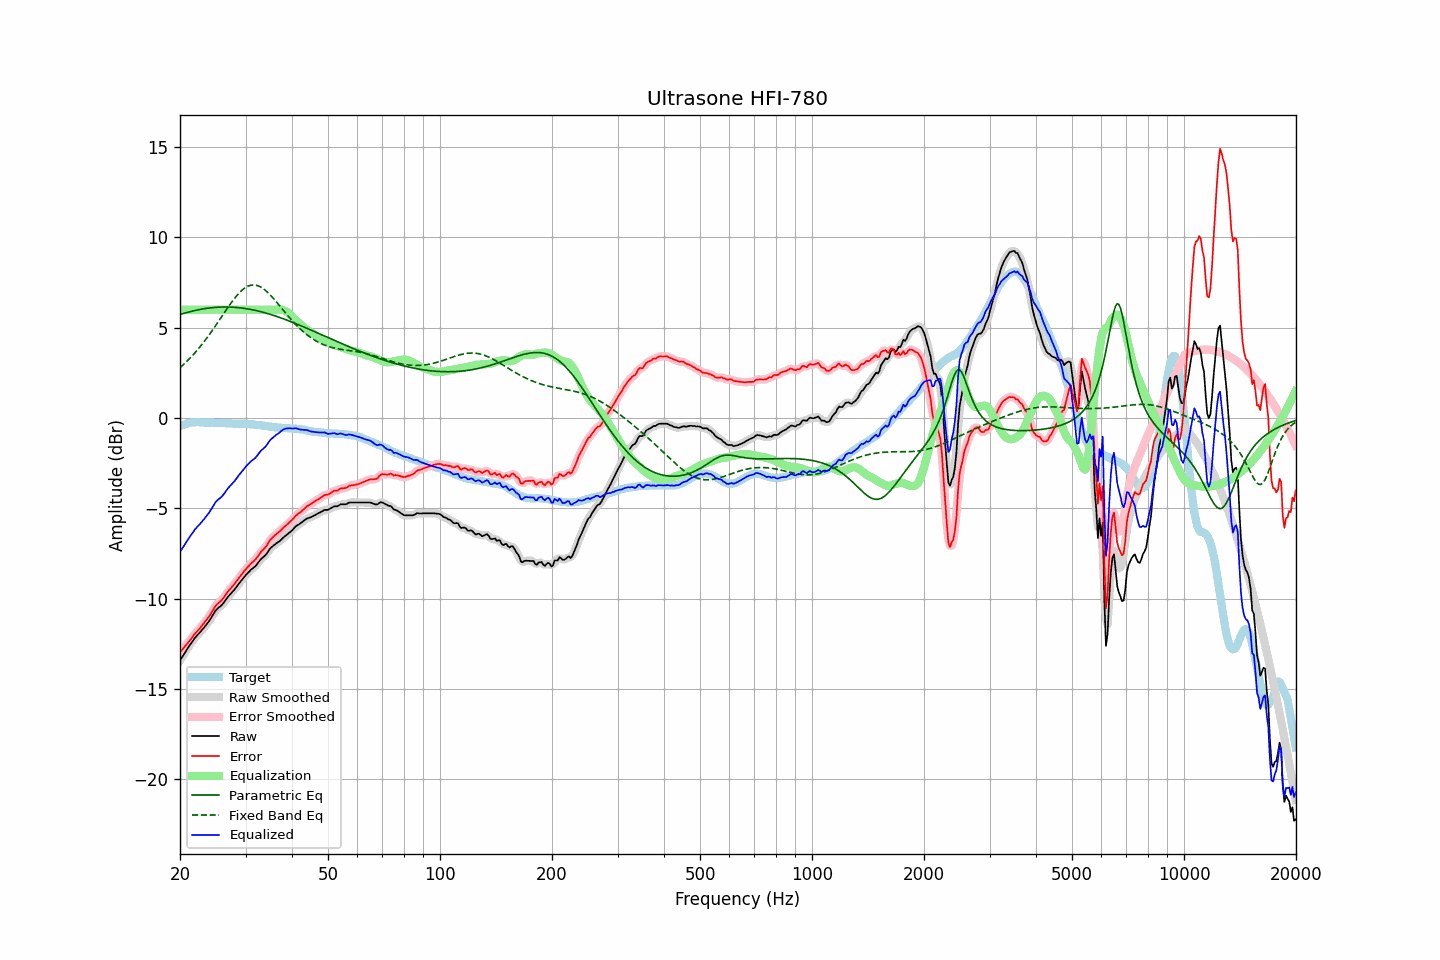 Ultrasone HFI-780
Amplitude (dBr)
15
10
5
0
−5
−10
−15
−20
Target
Raw Smoothed
Error Smoothed
Raw
Error
Equalization
Parametric Eq
Fixed Band Eq
Equalized
20 50 100 200 500 1000 2000 5000 10000 20000
Frequency (Hz)